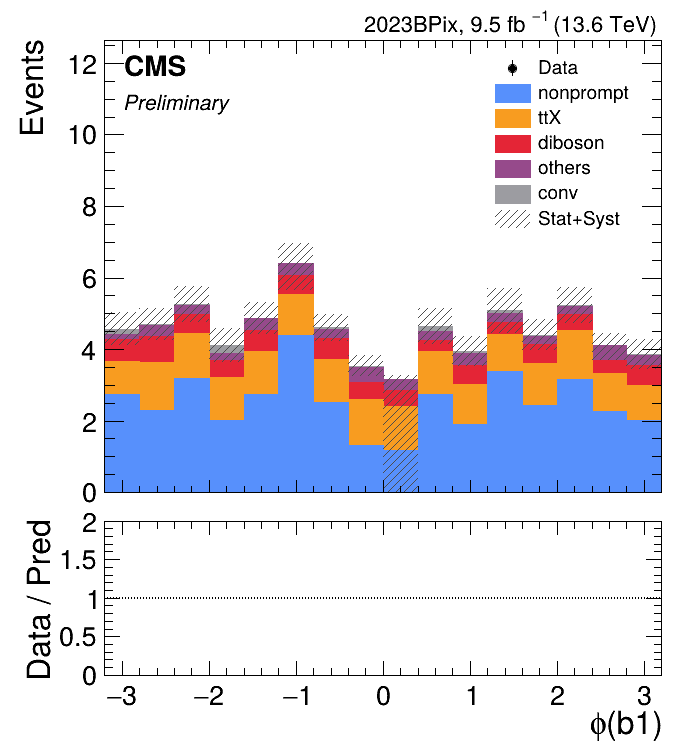 2023BPix, 9.5 fb⁻¹ (13.6 TeV)
Events
CMS
Preliminary
Data
nonprompt
ttX
diboson
others
conv
Stat+Syst
12
10
8
6
4
2
0
Data / Pred
2
1.5
1
0.5
0
−3 −2 −1 0 1 2 3
ϕ(b1)